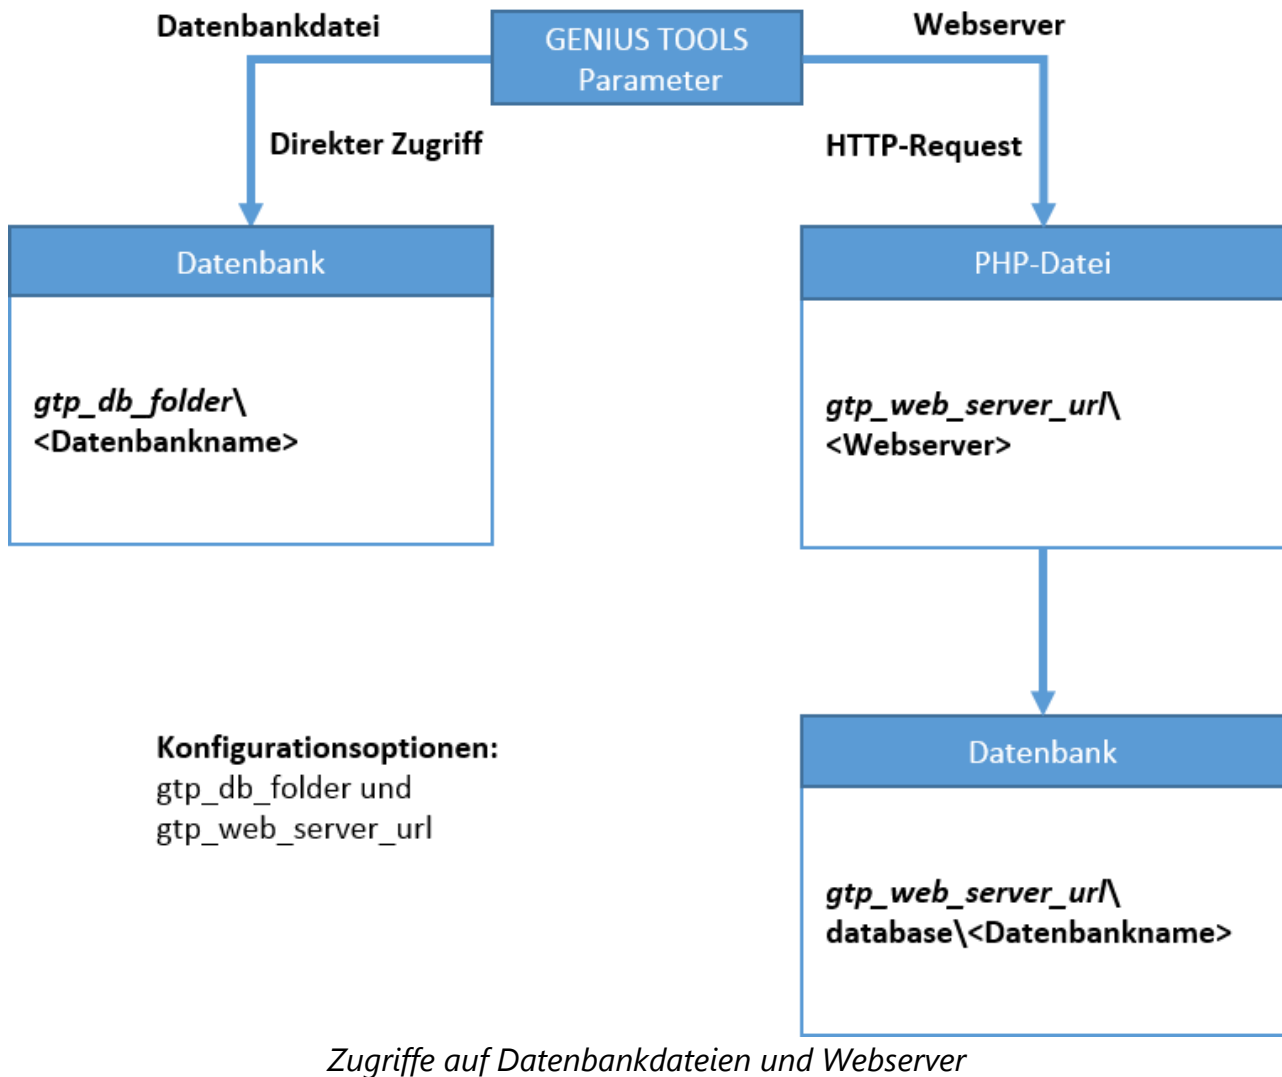 Datenbankdatei
GENIUS TOOLS
Parameter
Webserver
Direkter Zugriff
HTTP-Request
Datenbank
gtp_db_folder\
<Datenbankname>
PHP-Datei
gtp_web_server_url\
<Webserver>
Konfigurationsoptionen:
gtp_db_folder und
gtp_web_server_url
Datenbank
gtp_web_server_url\
database\<Datenbankname>
Zugriffe auf Datenbankdateien und Webserver